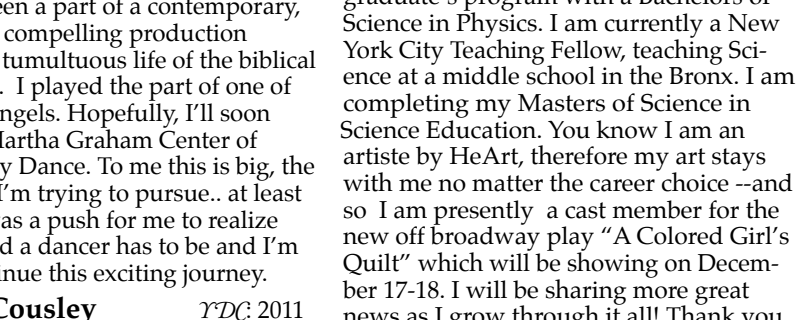 een a part of a contemporary,
compelling production
tumultuous life of the biblical
. I played the part of one of
ngels. Hopefully, I'll soon
artha Graham Center of
y Dance. To me this is big, the
I'm trying to pursue.. at least
as a push for me to realize
d a dancer has to be and I'm
inue this exciting journey.
Cousley YDC: 2011
graduate's program with a Bachelors of
Science in Physics. I am currently a New
York City Teaching Fellow, teaching Sci-
ence at a middle school in the Bronx. I am
completing my Masters of Science in
Science Education. You know I am an
artiste by HeArt, therefore my art stays
with me no matter the career choice --and
so I am presently a cast member for the
new off broadway play “A Colored Girl's
Quilt” which will be showing on Decem-
ber 17-18. I will be sharing more great
news as I grow through it all! Thank you